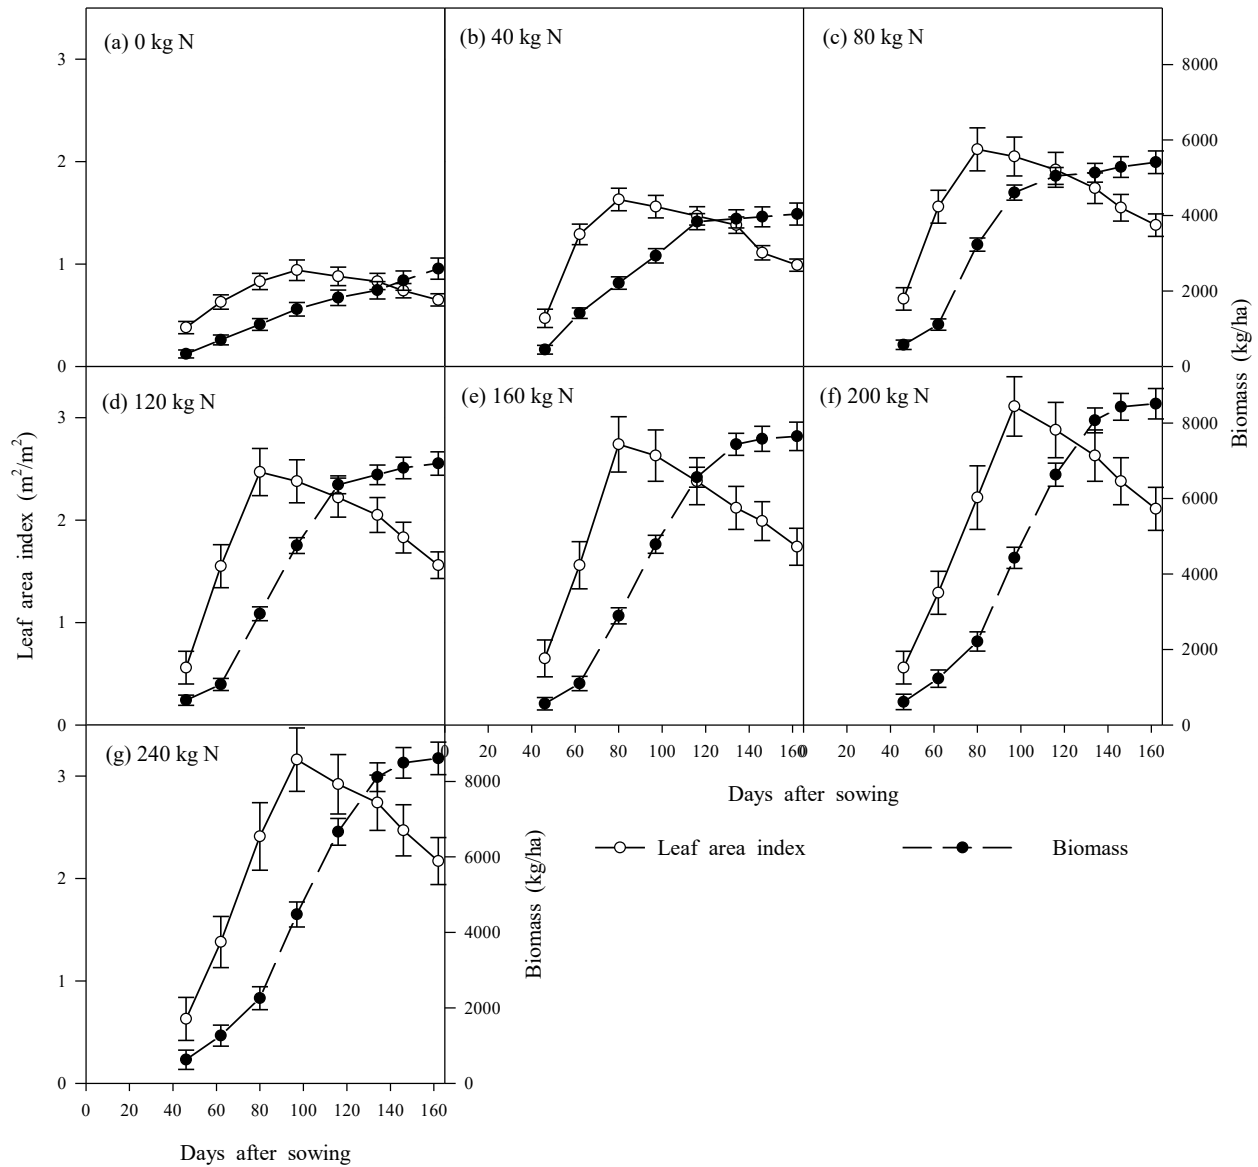 (a) 0 kg N
(b) 40 kg N
(c) 80 kg N
3
2
1
0
8000
6000
4000
2000
0
(d) 120 kg N
(e) 160 kg N
(f) 200 kg N
3
2
1
0
8000
6000
4000
2000
0
Leaf area index (m²/m²)
Biomass (kg/ha)
0 20 40 60 80 100 120 140 160
0 20 40 60 80 100 120 140 160
Days after sowing
(g) 240 kg N
3
2
1
0
8000
6000
4000
2000
0
Biomass (kg/ha)
Leaf area index
Biomass
0 20 40 60 80 100 120 140 160
Days after sowing